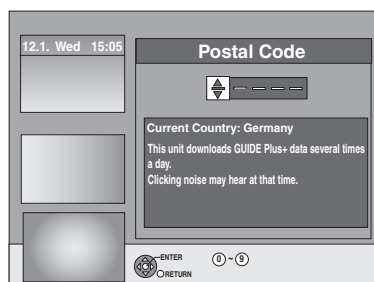 12.1. Wed 15:05
Postal Code
– – – –
Current Country: Germany
This unit downloads GUIDE Plus+ data several times
a day.
Clicking noise may hear at that time.
ENTER
RETURN
0 ~ 9